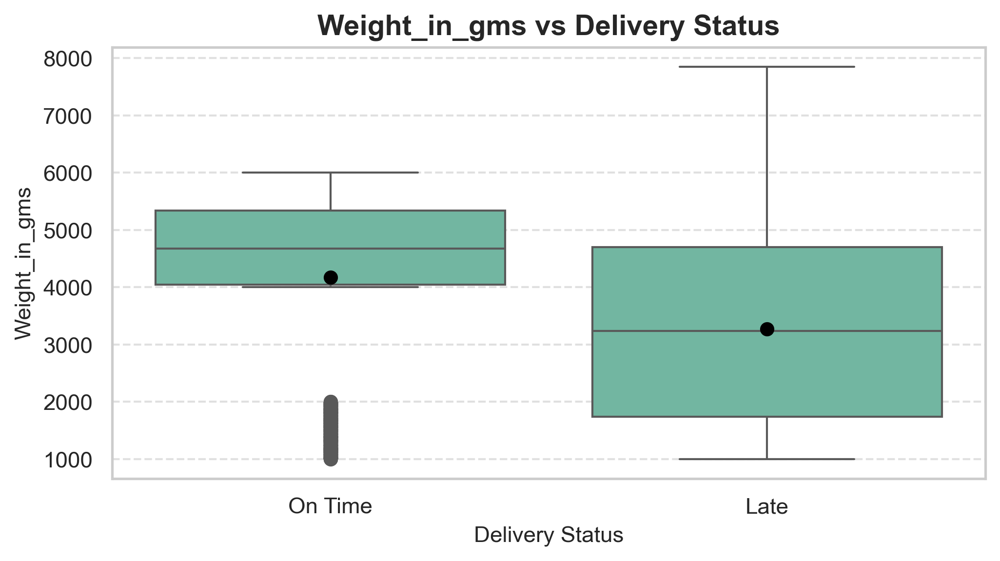 Weight_in_gms vs Delivery Status
8000
7000
6000
5000
4000
3000
2000
1000
Weight_in_gms
On Time
Late
Delivery Status